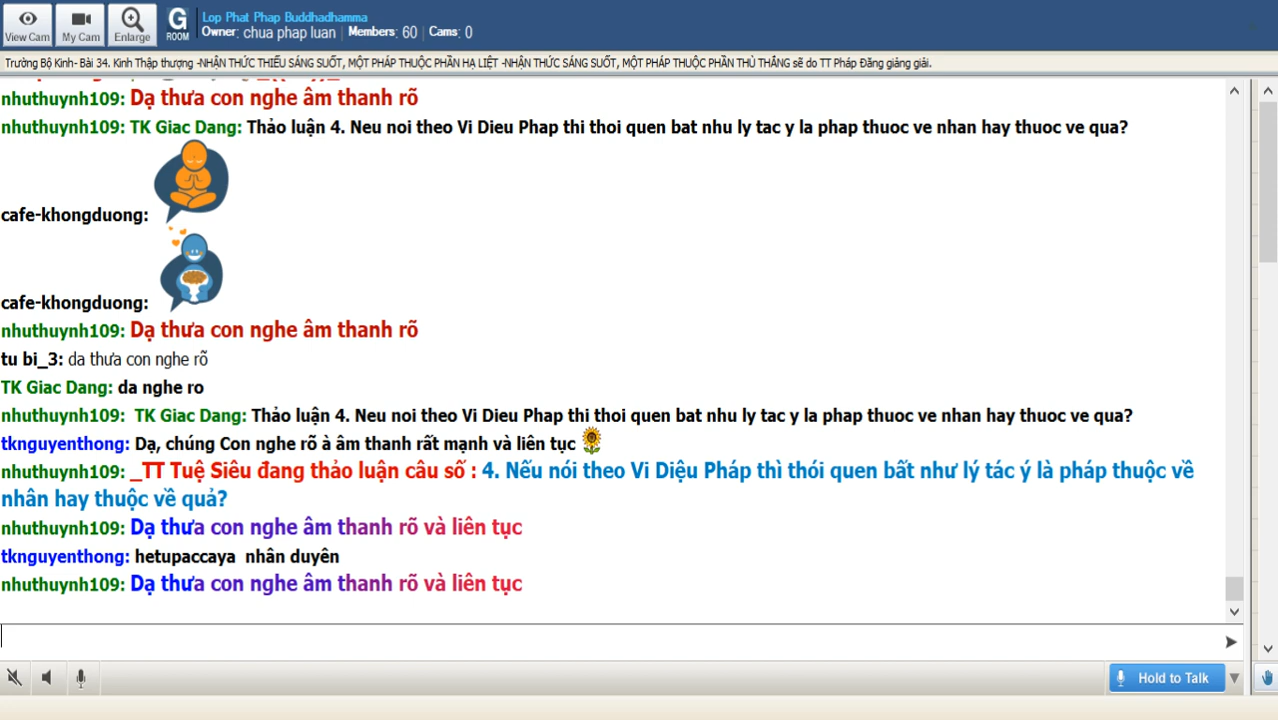 View Cam
My Cam
Enlarge
G
ROOM
Lop Phat Phap Buddhadhamma
Owner: chua phap luan | Members: 60 | Cams: 0
Trường Bộ Kinh- Bài 34. Kinh Thập thượng -NHẬN THỨC THIẾU SÁNG SUỐT, MỘT PHÁP THUỘC PHẦN HẠ LIỆT -NHẬN THỨC SÁNG SUỐT, MỘT PHÁP THUỘC PHẦN THÙ THẮNG sẽ do TT Pháp Đăng giảng giải.
nhuthuynh109: Dạ thưa con nghe âm thanh rõ
nhuthuynh109: TK Giac Dang: Thảo luận 4. Neu noi theo Vi Dieu Phap thi thoi quen bat nhu ly tac y la phap thuoc ve nhan hay thuoc ve qua?
cafe-khongduong:
cafe-khongduong:
nhuthuynh109: Dạ thưa con nghe âm thanh rõ
tu bi_3: da thưa con nghe rõ
TK Giac Dang: da nghe ro
nhuthuynh109: TK Giac Dang: Thảo luận 4. Neu noi theo Vi Dieu Phap thi thoi quen bat nhu ly tac y la phap thuoc ve nhan hay thuoc ve qua?
tknguyenthong: Dạ, chúng Con nghe rõ à âm thanh rất mạnh và liên tục
nhuthuynh109: _TT Tuệ Siêu đang thảo luận câu số : 4. Nếu nói theo Vi Diệu Pháp thì thói quen bất như lý tác ý là pháp thuộc về
nhân hay thuộc về quả?
nhuthuynh109: Dạ thưa con nghe âm thanh rõ và liên tục
tknguyenthong: hetupaccaya nhân duyên
nhuthuynh109: Dạ thưa con nghe âm thanh rõ và liên tục
Hold to Talk